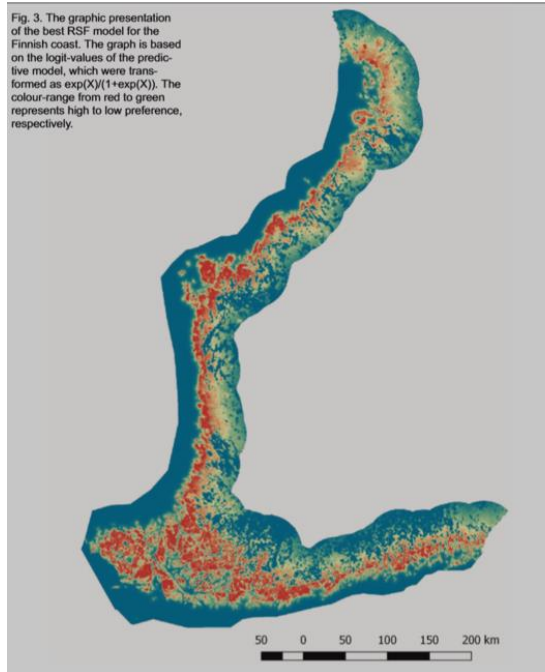 Fig. 3. The graphic presentation
of the best RSF model for the
Finnish coast. The graph is based
on the logit-values of the predic-
tive model, which were trans-
formed as exp(X)/(1+exp(X)). The
colour-range from red to green
represents high to low preference,
respectively.
50 0 50 100 150 200 km